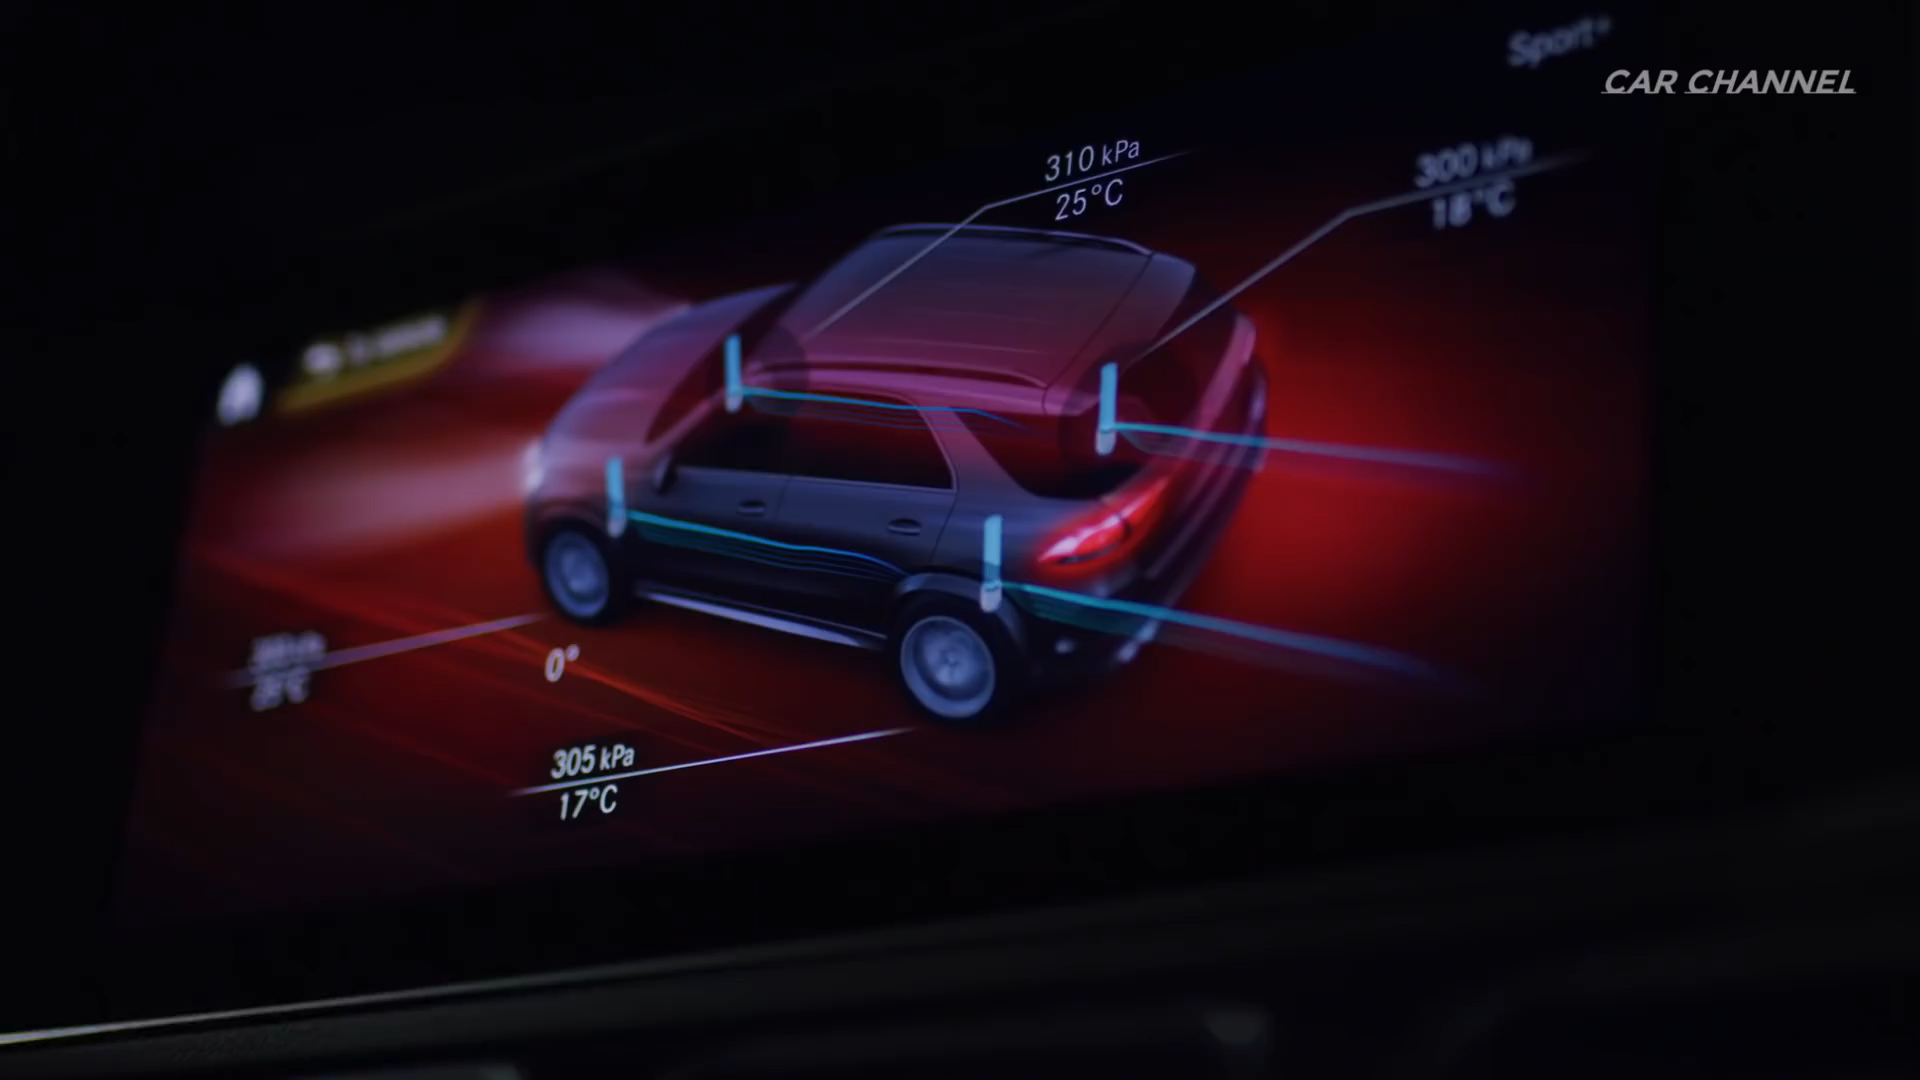 Sport+
CAR CHANNEL
310 kPa
25°C
300 kPa
18°C
0°
305 kPa
17°C